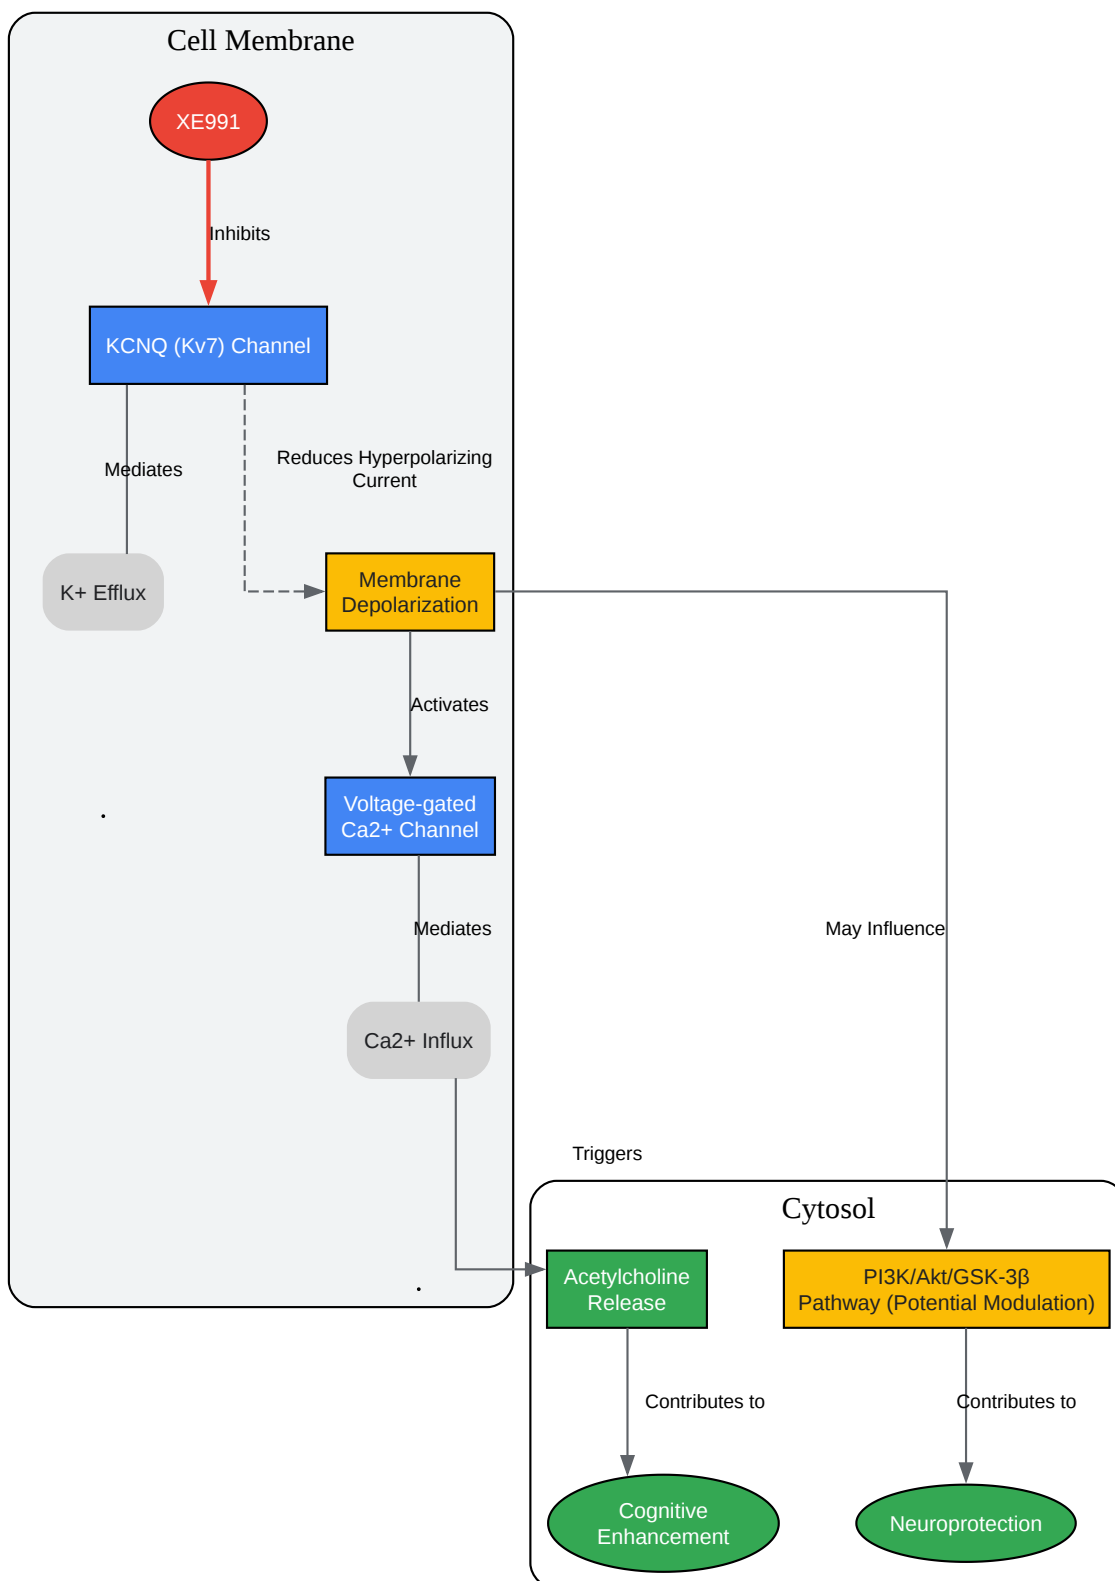 Cell Membrane
XE991
Inhibits
KCNQ (Kv7) Channel
Mediates
Reduces Hyperpolarizing
Current
K+ Efflux
Membrane
Depolarization
Activates
Voltage-gated
Ca2+ Channel
Mediates
May Influence
Ca2+ Influx
Triggers
Cytosol
Acetylcholine
Release
PI3K/Akt/GSK-3β
Pathway (Potential Modulation)
Contributes to
Contributes to
Cognitive
Enhancement
Neuroprotection